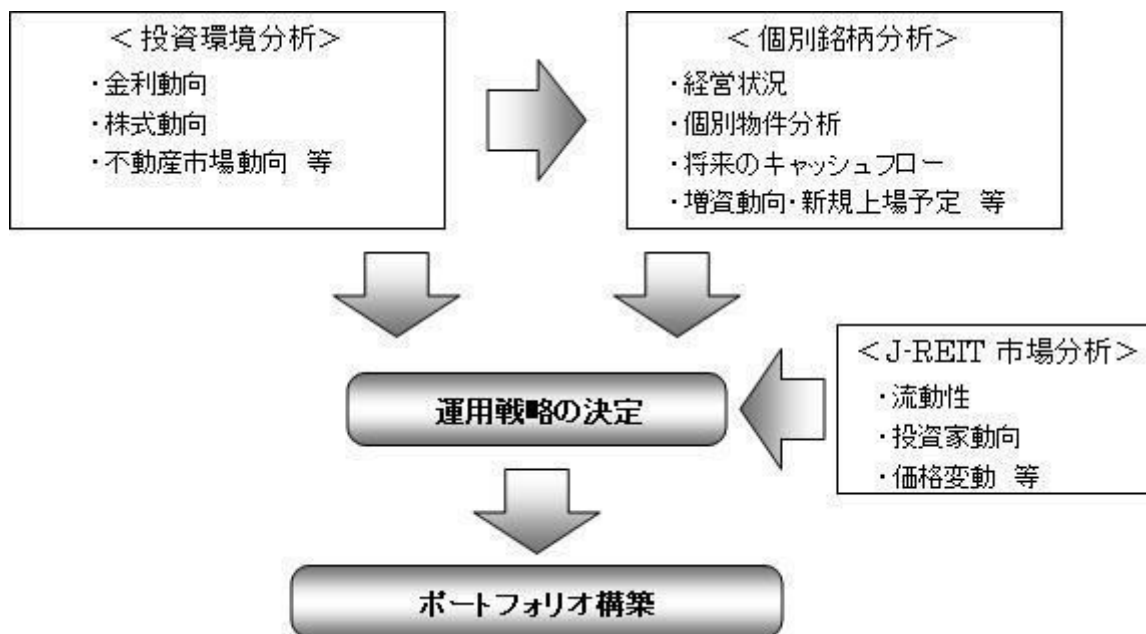 ＜投資環境分析＞
・金利動向
・株式動向
・不動産市場動向 等
＜個別銘柄分析＞
・経営状況
・個別物件分析
・将来のキャッシュフロー
・増資動向・新規上場予定 等
＜J-REIT 市場分析＞
・流動性
・投資家動向
・価格変動 等
運用戦略の決定
ポートフォリオ構築